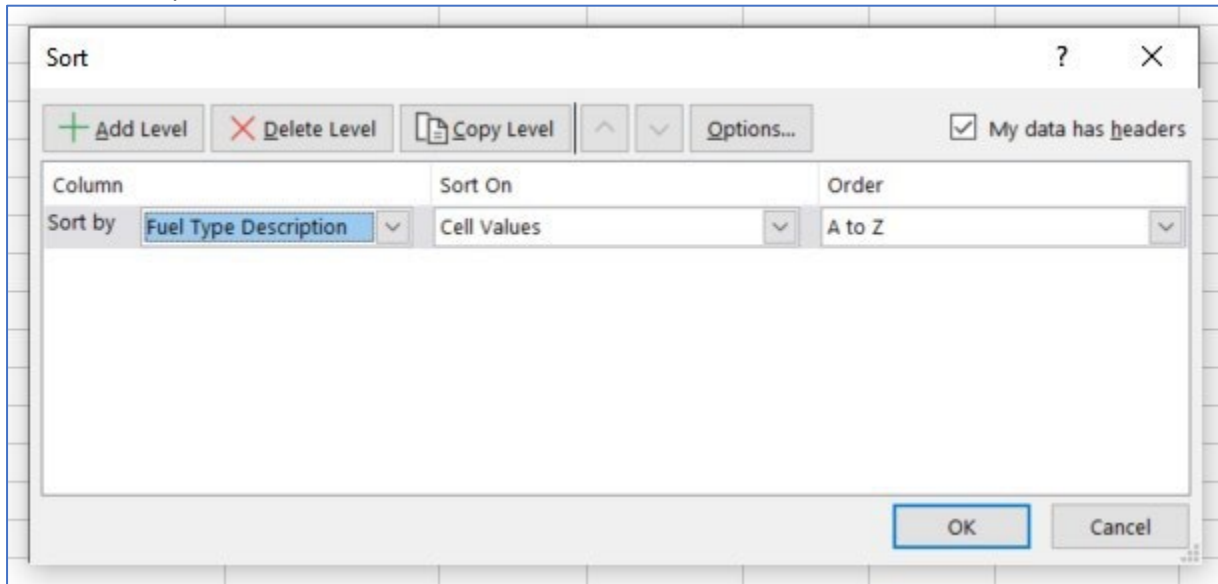 Sort ?
Add Level Delete Level Copy Level Options... My data has headers
Column Sort On Order
Sort by Fuel Type Description Cell Values A to Z
OK Cancel